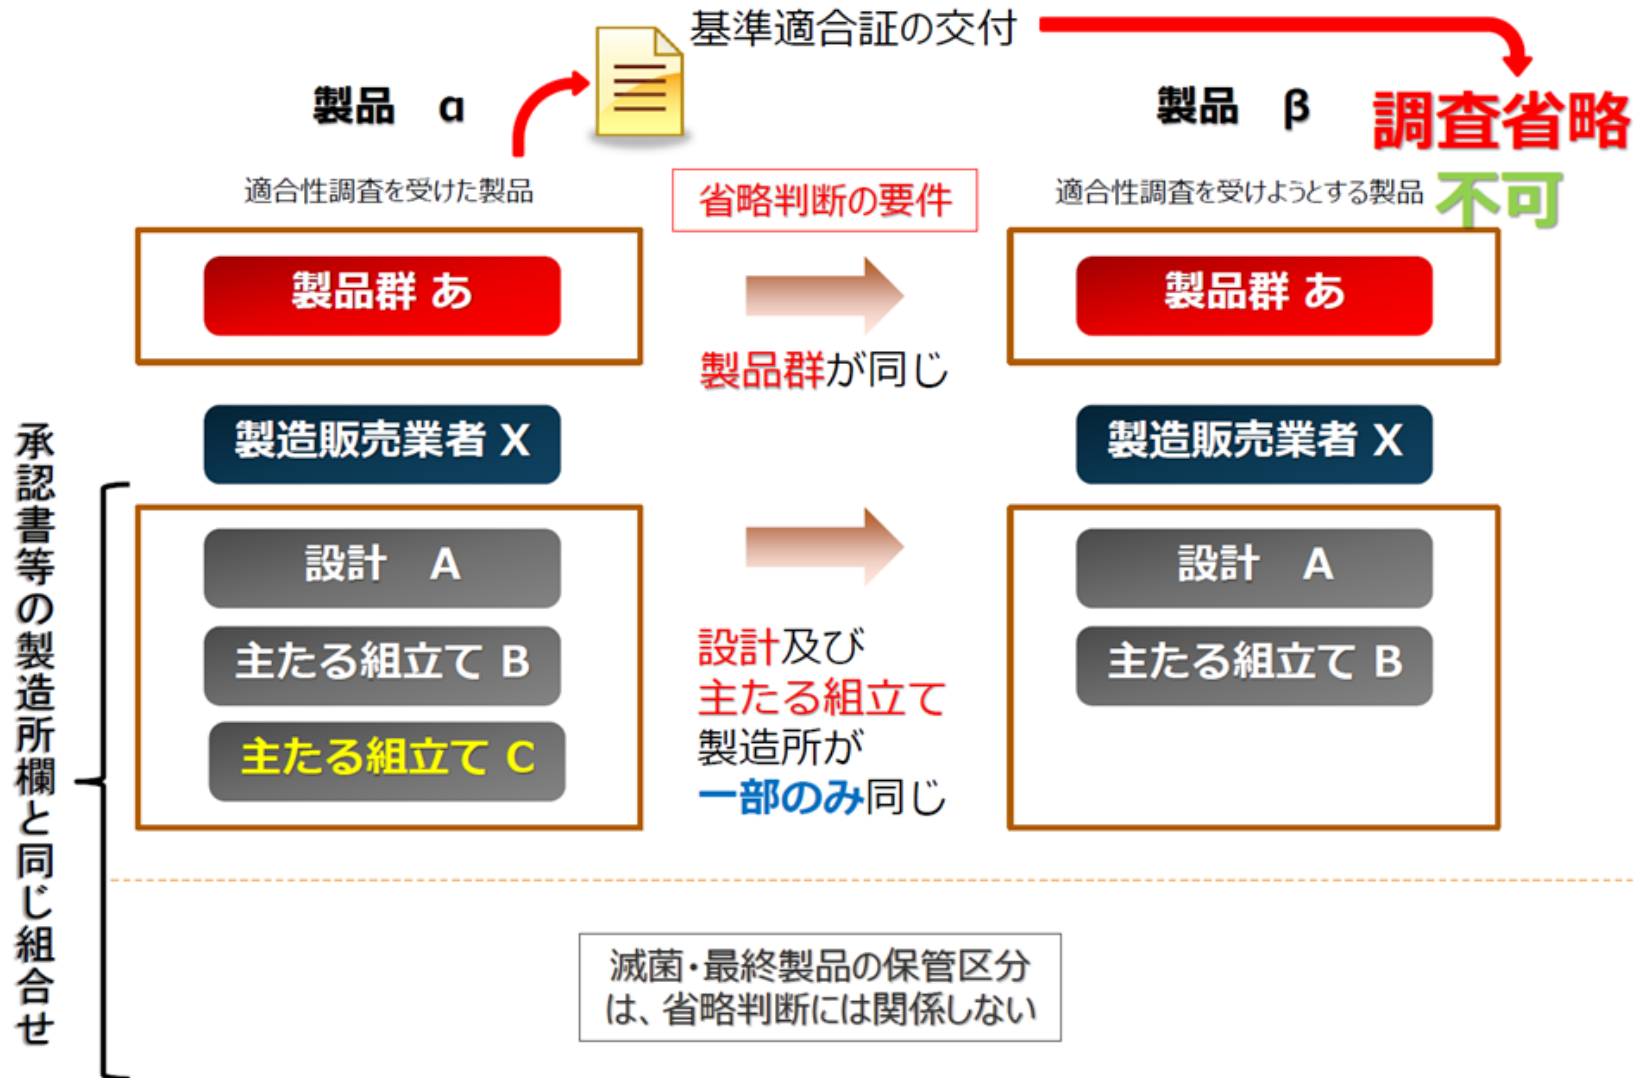 基準適合証の交付
製品　α
製品　β
調査省略
不可
適合性調査を受けた製品
省略判断の要件
適合性調査を受けようとする製品
製品群 あ
製品群 あ
製品群が同じ
製造販売業者 X
製造販売業者 X
承認書等の製造所欄と同じ組合せ
設計　A
設計　A
主たる組立て B
主たる組立て B
主たる組立て C
設計及び
主たる組立て
製造所が
一部のみ同じ
滅菌・最終製品の保管区分
は、省略判断には関係しない